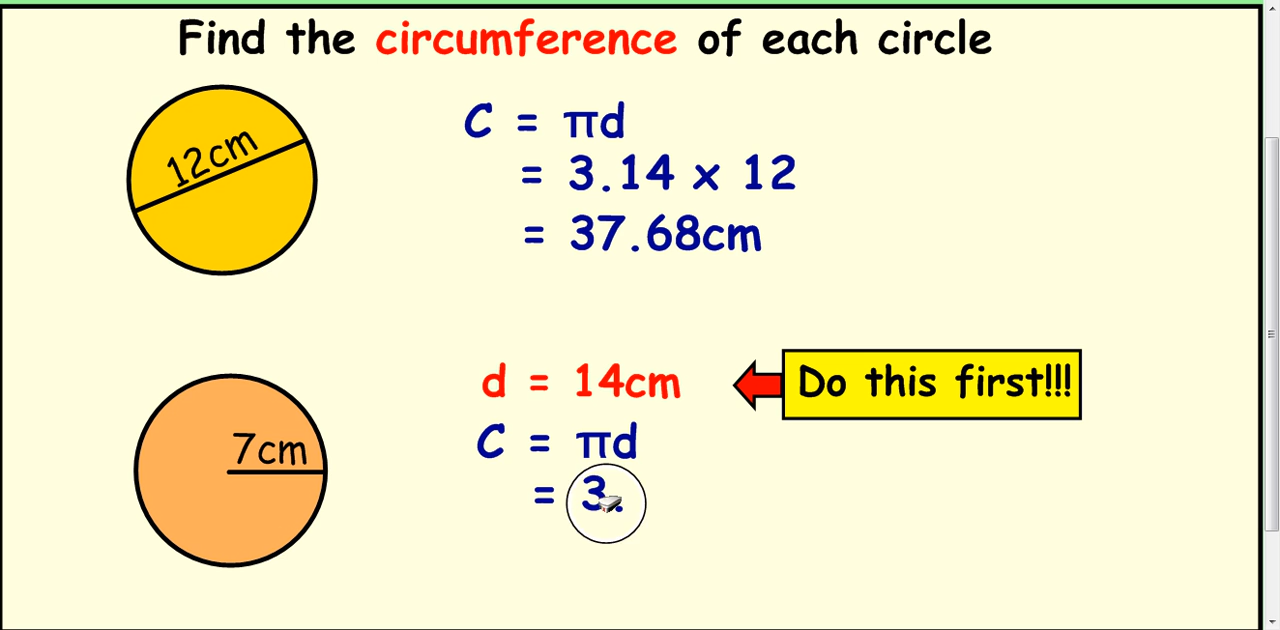 Find the circumference of each circle
12cm
C = πd
= 3.14 x 12
= 37.68cm
d = 14cm
Do this first!!!
7cm
C = πd
= 3.